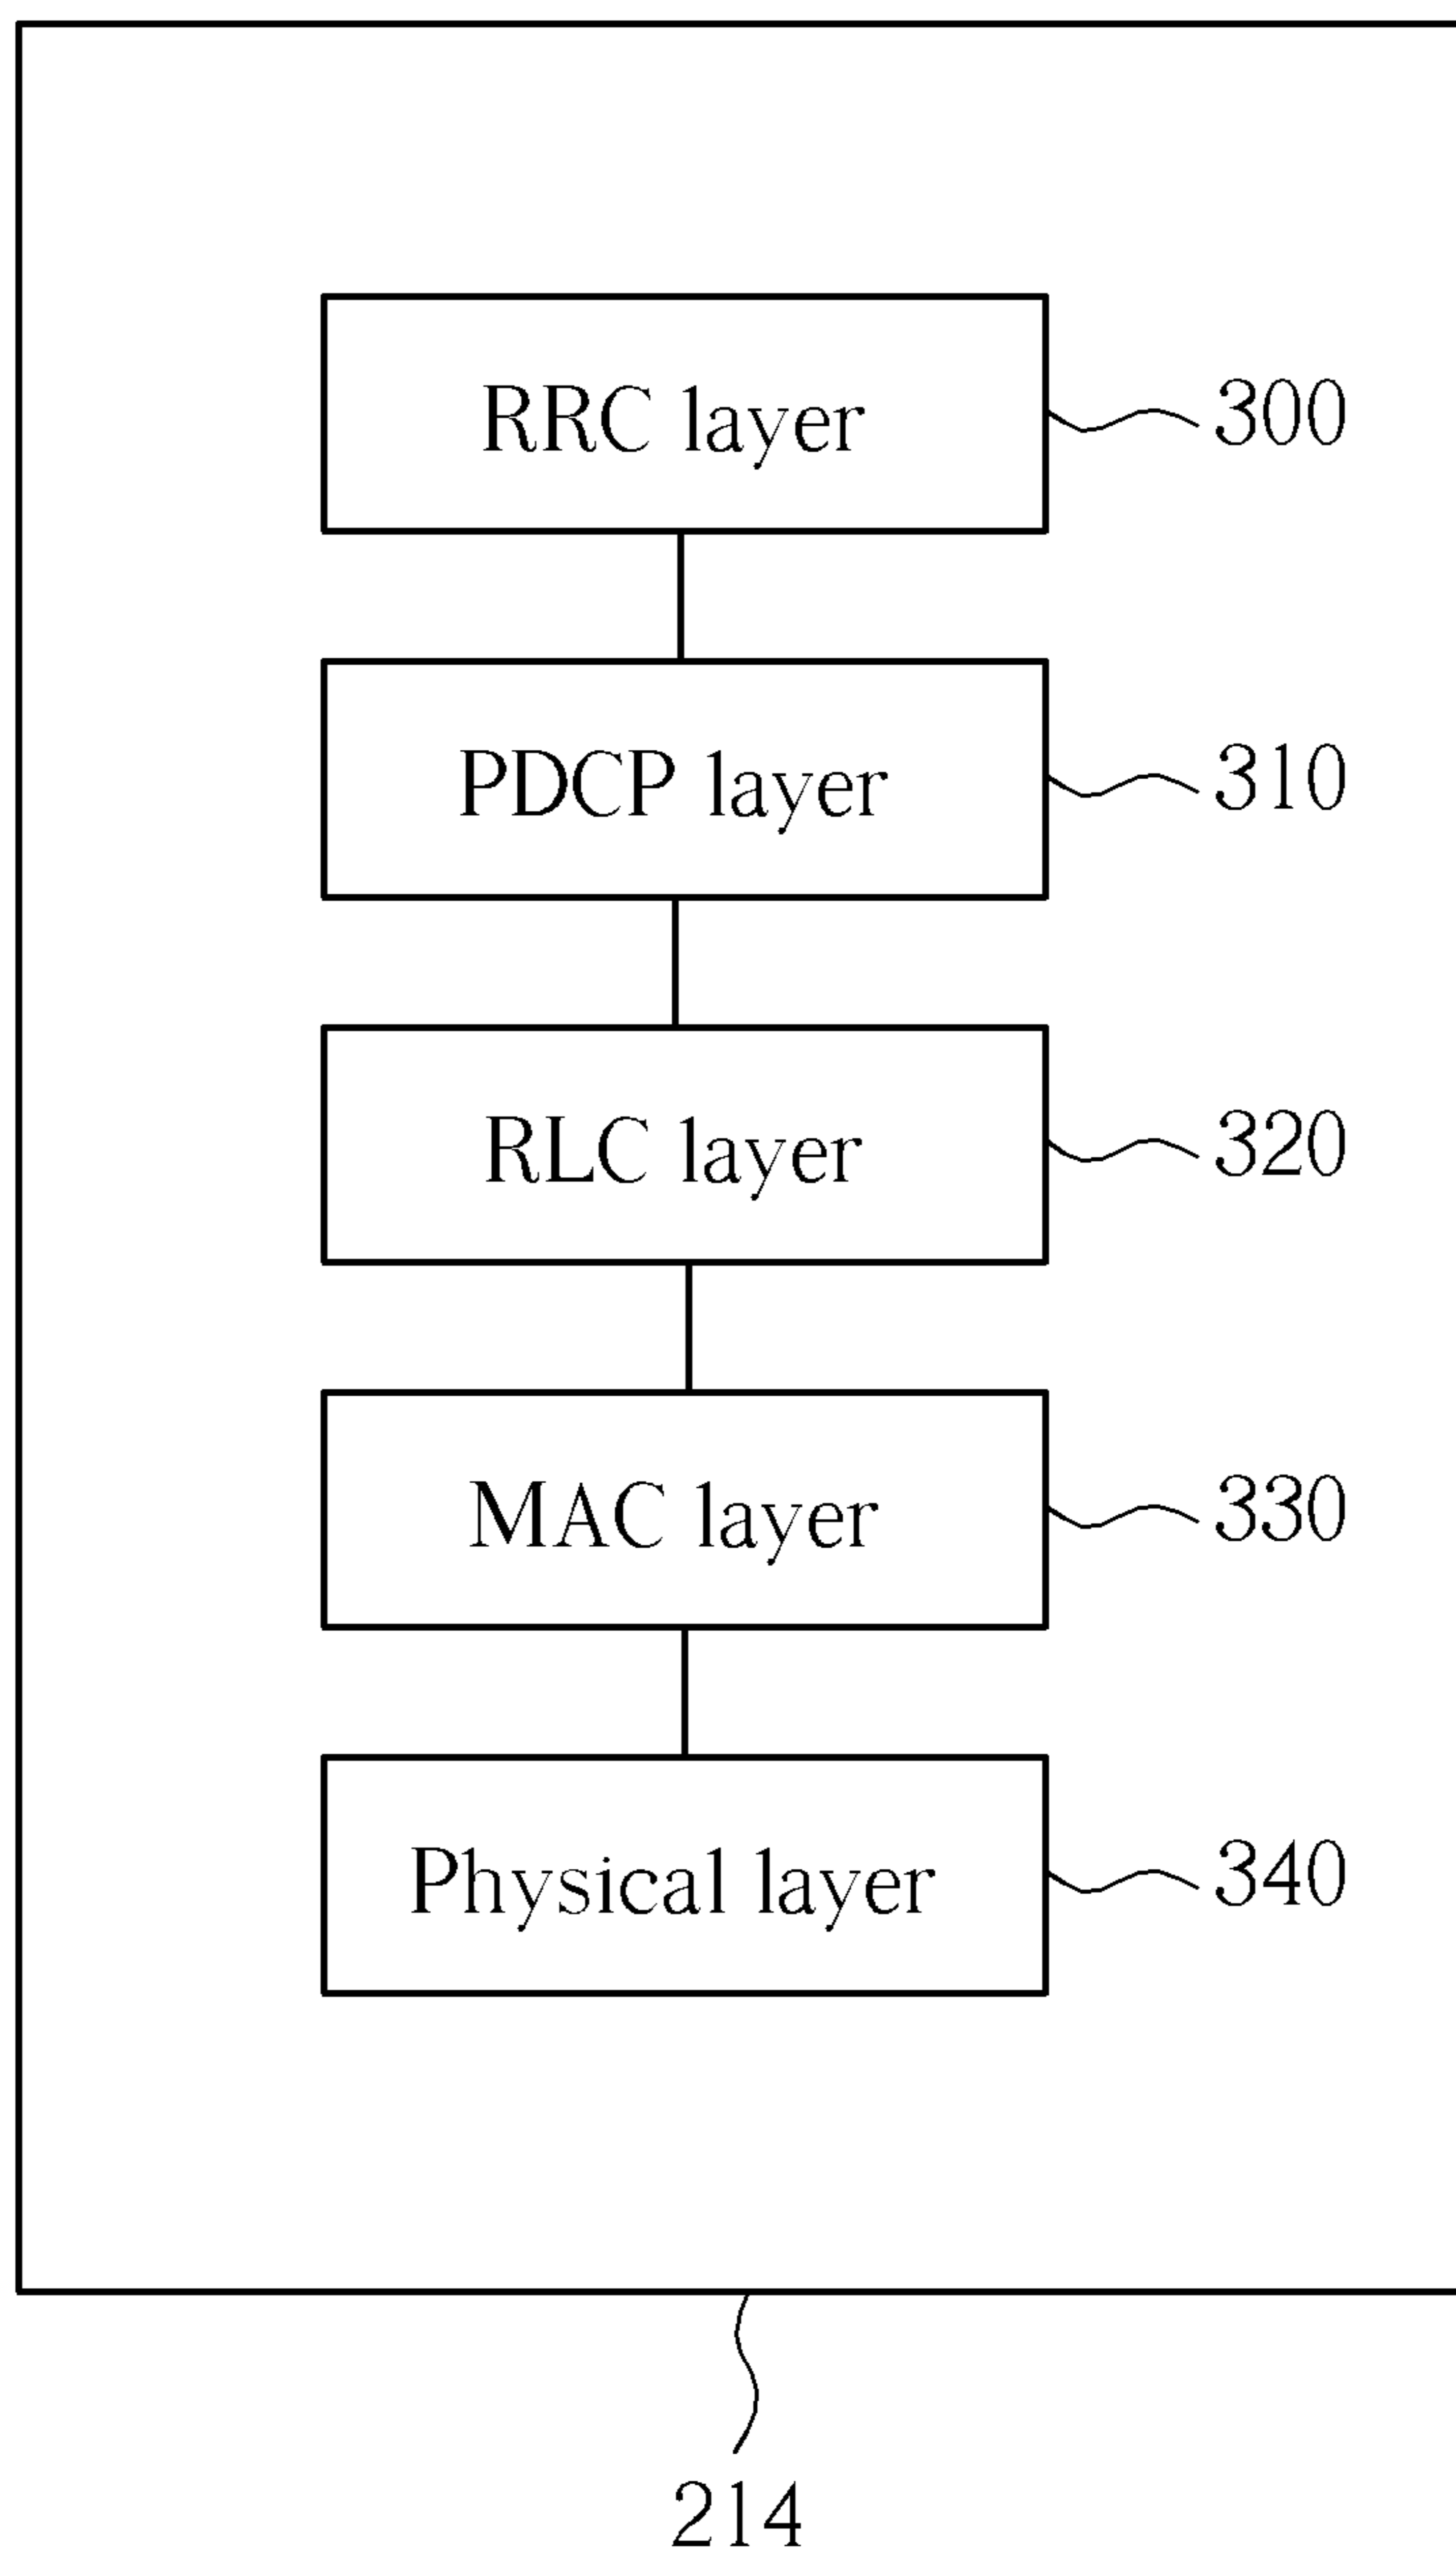 RRC layer 300
PDCP layer 310
RLC layer 320
MAC layer 330
Physical layer 340
214